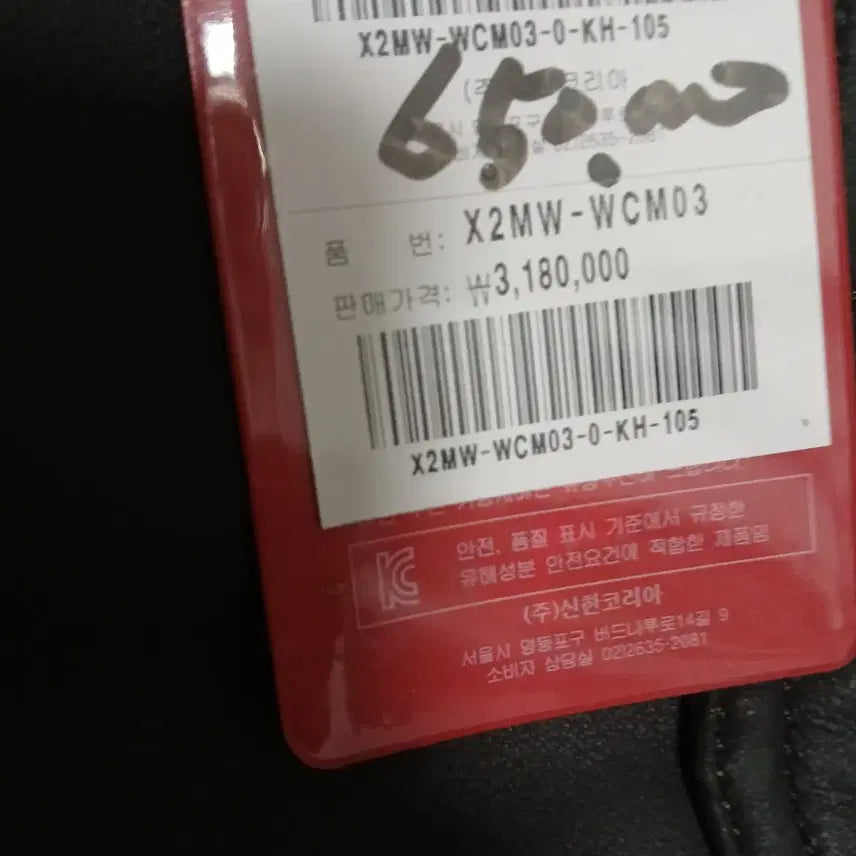 X2MW-WCM03-0-KH-105
650,000
품 번: X2MW-WCM03
판매가격: ₩3,180,000
X2MW-WCM03-0-KH-105
안전, 품질 표시 기준에서 규정한
유해성분 안전요건에 적합한 제품임
(주)신한코리아
서울시 영등포구 버드나루로14길 9
소비자 상담실 02)2635-2081